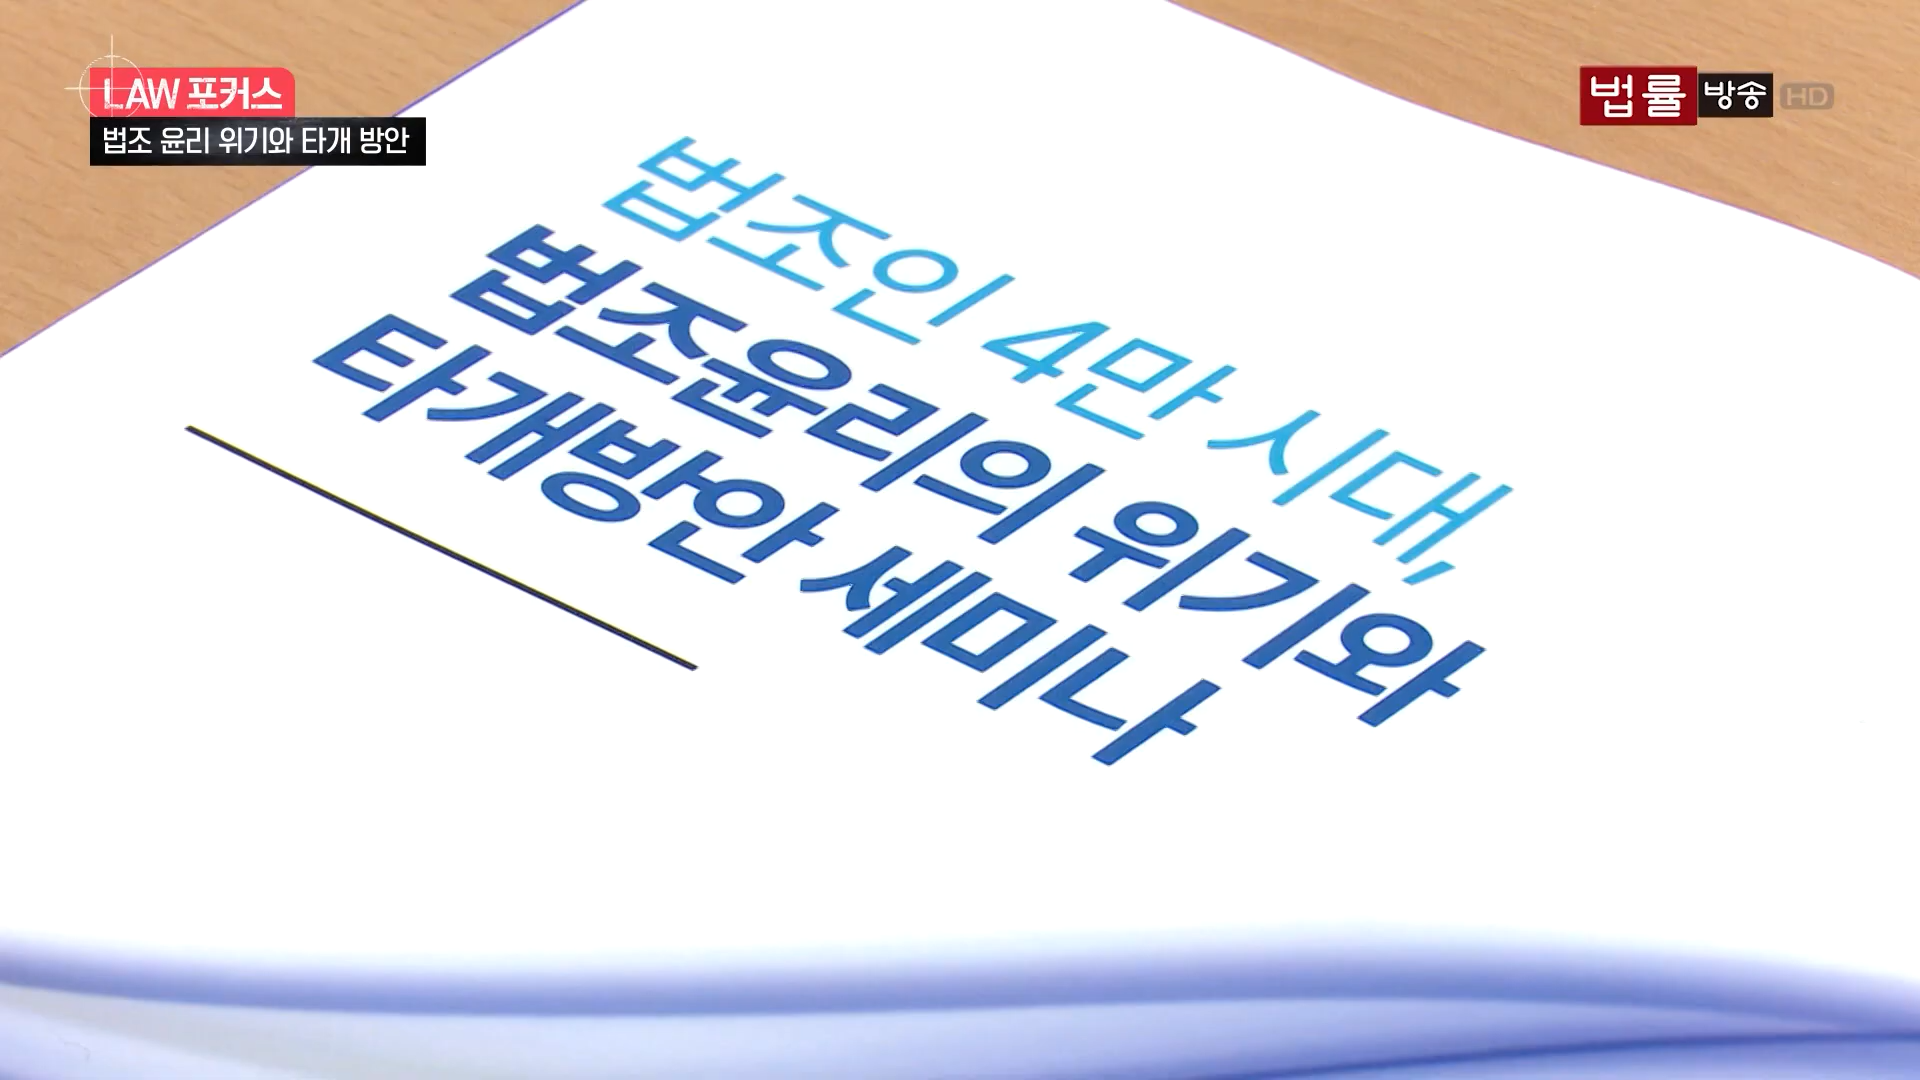 LAW 포커스
법조 윤리 위기와 타개 방안
법률방송 HD
법조인 4만 시대,
법조윤리의 위기와
타개방안 세미나